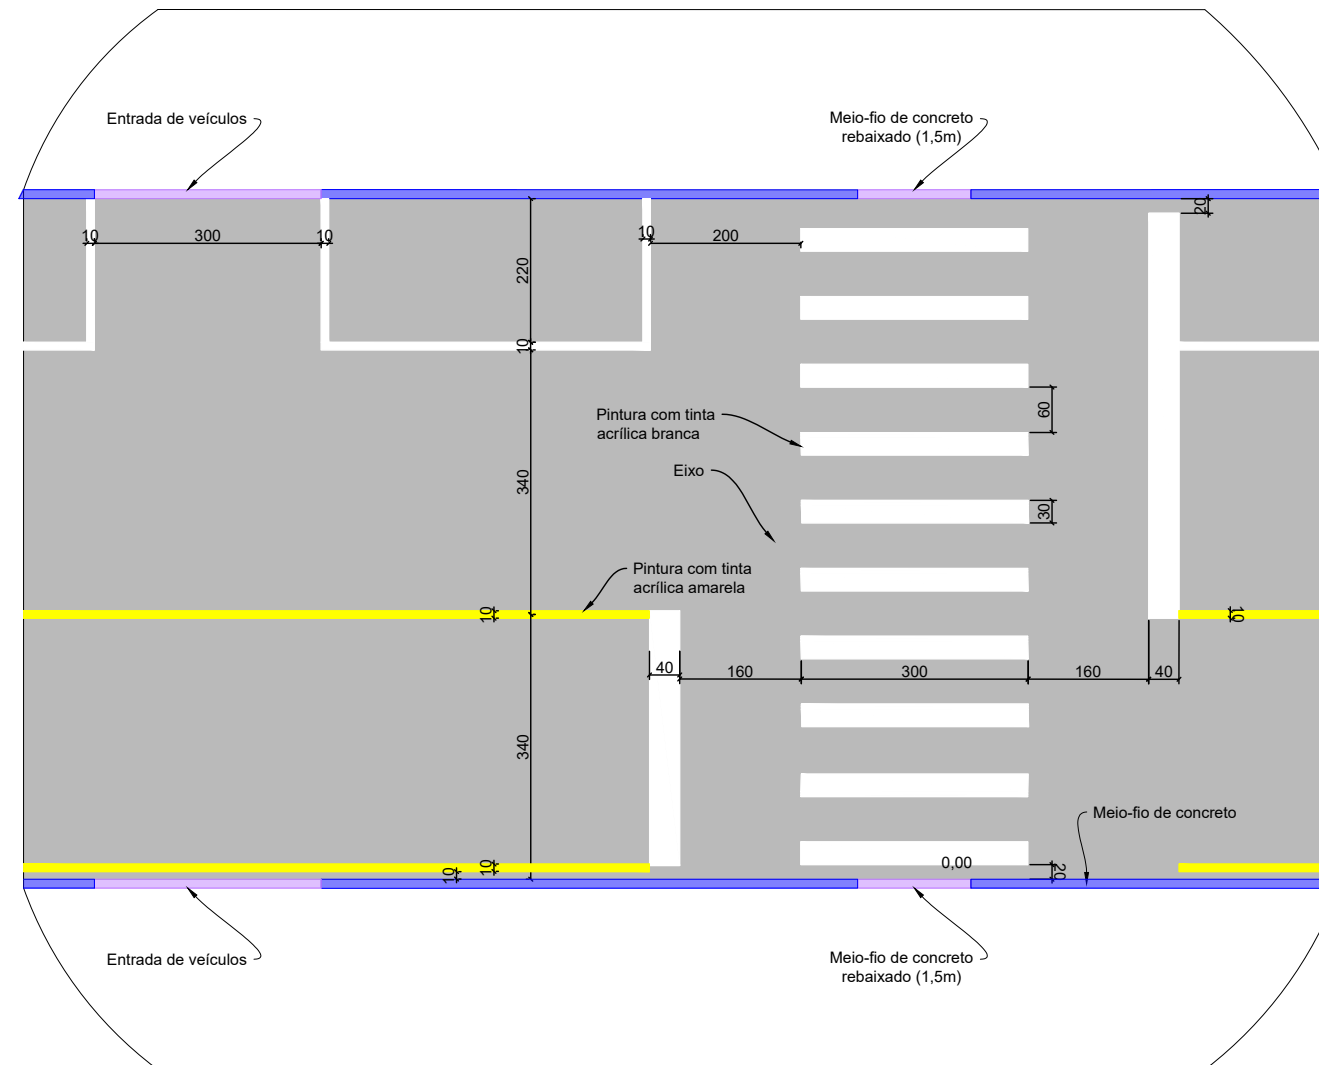 Entrada de veículos
Meio-fio de concreto
rebaixado (1,5m)
20
10
300
10
10
200
220
10
60
Pintura com tinta
acrílica branca
Eixo
340
30
Pintura com tinta
acrílica amarela
10
10
40
160
300
160
40
340
Meio-fio de concreto
0,00
10
10
20
Entrada de veículos
Meio-fio de concreto
rebaixado (1,5m)